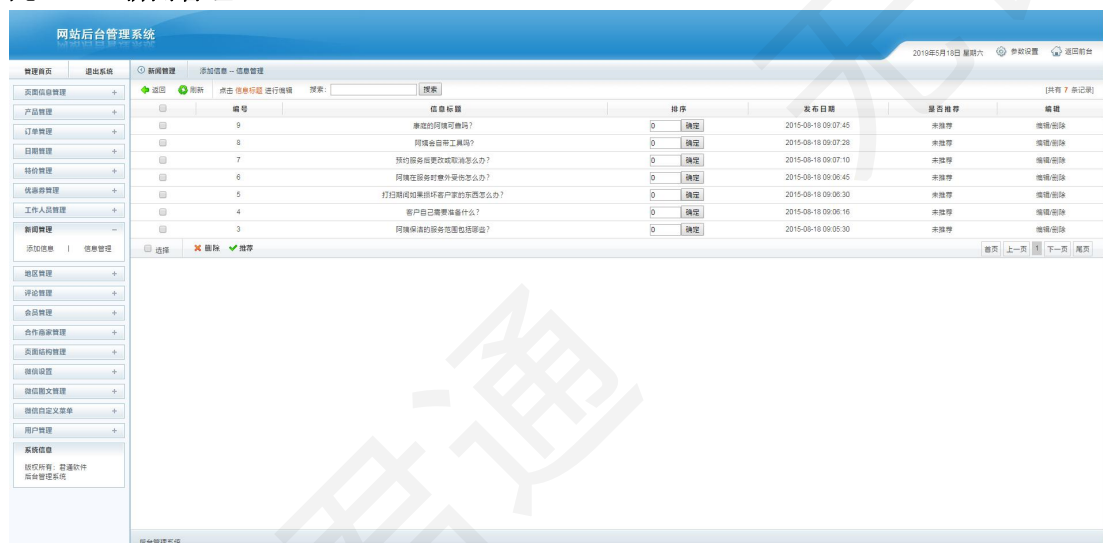 网站后台管理系统
2019年5月18日 星期六 参数设置 返回前台
管理首页 退出系统 新闻管理 添加信息 -- 信息管理
页面信息管理 +
产品管理 +
订单管理 +
日期管理 +
特价管理 +
优惠券管理 +
工作人员管理 +
新闻管理 −
添加信息 | 信息管理
地区管理 +
评论管理 +
会员管理 +
合作商家管理 +
页面结构管理 +
微信设置 +
微信图文管理 +
微信自定义菜单 +
用户管理 +
系统信息
版权所有：君通软件
后台管理系统
返回 刷新 点击 信息标题 进行编辑 搜索： 搜索 [共有 7 条记录]
编号 信息标题 排序 发布日期 是否推荐 编辑
9 康庭的阿姨可靠吗？ 0 确定 2015-08-18 09:07:45 未推荐 编辑/删除
8 阿姨会自带工具吗？ 0 确定 2015-08-18 09:07:28 未推荐 编辑/删除
7 预约服务后更改或取消怎么办？ 0 确定 2015-08-18 09:07:10 未推荐 编辑/删除
6 阿姨在服务时意外受伤怎么办？ 0 确定 2015-08-18 09:06:45 未推荐 编辑/删除
5 打扫期间如果损坏客户家的东西怎么办？ 0 确定 2015-08-18 09:06:30 未推荐 编辑/删除
4 客户自己需要准备什么？ 0 确定 2015-08-18 09:06:16 未推荐 编辑/删除
3 阿姨保洁的服务范围包括哪些？ 0 确定 2015-08-18 09:05:30 未推荐 编辑/删除
选择 删除 推荐 首页 上一页 1 下一页 尾页
君通